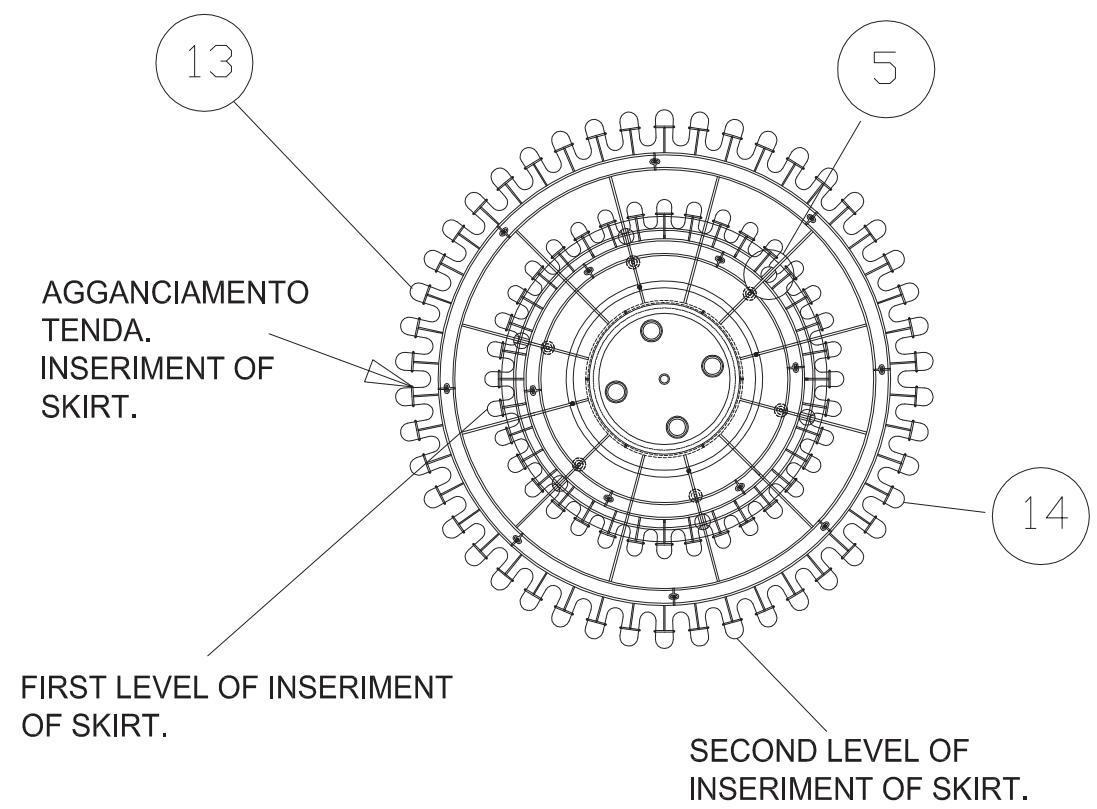 13
5
AGGANCIAMENTO
TENDA.
INSERIMENT OF
SKIRT.
14
FIRST LEVEL OF INSERIMENT
OF SKIRT.
SECOND LEVEL OF
INSERIMENT OF SKIRT.